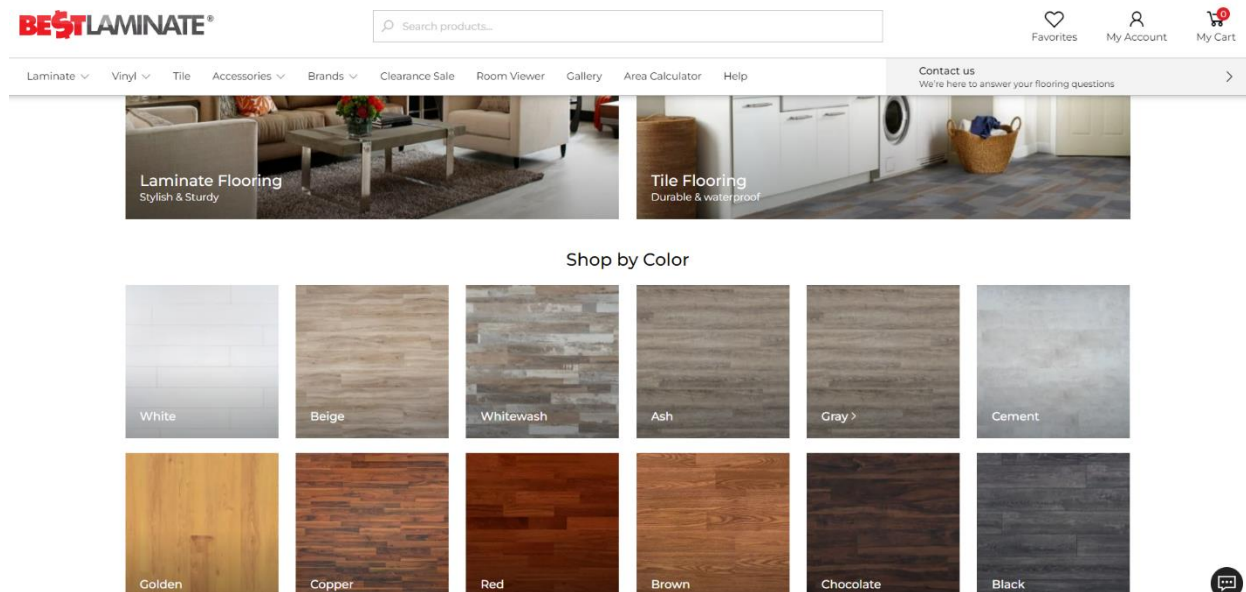 BE$TLAMINATE®
Search products...
Favorites
My Account
My Cart
0
Laminate
Vinyl
Tile
Accessories
Brands
Clearance Sale
Room Viewer
Gallery
Area Calculator
Help
Contact us
We're here to answer your flooring questions
Laminate Flooring
Stylish & Sturdy
Tile Flooring
Durable & waterproof
Shop by Color
White
Beige
Whitewash
Ash
Gray >
Cement
Golden
Copper
Red
Brown
Chocolate
Black